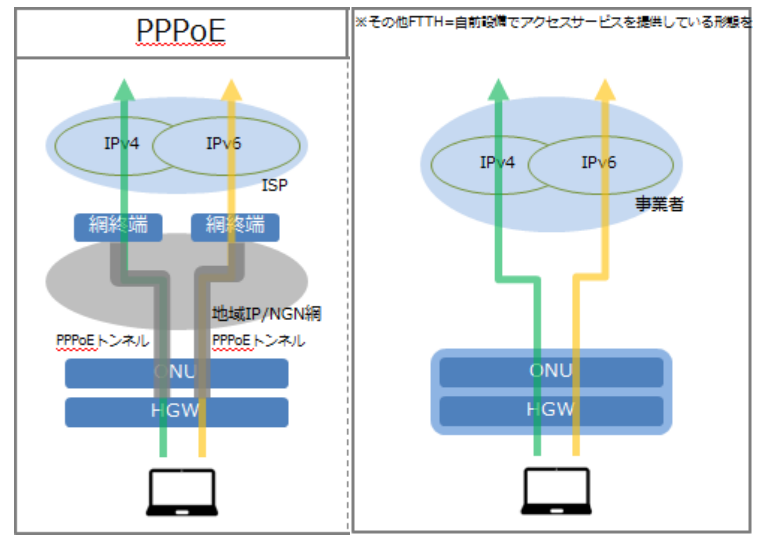 PPPoE
IPv4
IPv6
ISP
網終端
網終端
地域IP/NGN網
PPPoEトンネル
PPPoEトンネル
ONU
HGW
※その他FTTH=自前設備でアクセスサービスを提供している形態を
IPv4
IPv6
事業者
ONU
HGW